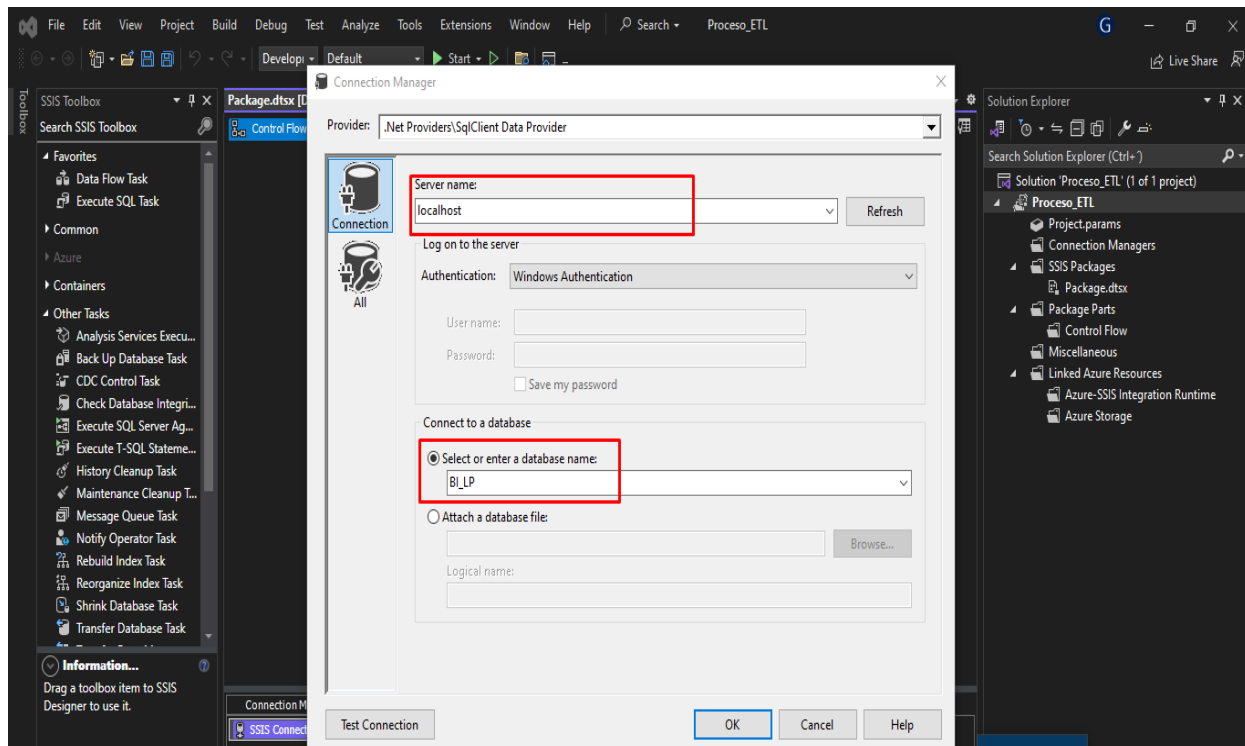 File Edit View Project Build Debug Test Analyze Tools Extensions Window Help Search Proceso_ETL G
Default Start Live Share
Toolbox
SSIS Toolbox
Search SSIS Toolbox
Favorites
Data Flow Task
Execute SQL Task
Common
Azure
Containers
Other Tasks
Analysis Services Execu...
Back Up Database Task
CDC Control Task
Check Database Integri...
Execute SQL Server Ag...
Execute T-SQL Stateme...
History Cleanup Task
Maintenance Cleanup T...
Message Queue Task
Notify Operator Task
Rebuild Index Task
Reorganize Index Task
Shrink Database Task
Transfer Database Task
Information...
Drag a toolbox item to SSIS
Designer to use it.
Package.dtsx [D
Control Flow
Connection M
SSIS Connect
Connection Manager
Provider: .Net Providers\SqlClient Data Provider
Connection
All
Server name:
localhost
Refresh
Log on to the server
Authentication: Windows Authentication
User name:
Password:
Save my password
Connect to a database
Select or enter a database name:
BI_LP
Attach a database file:
Browse...
Logical name:
Test Connection OK Cancel Help
Solution Explorer
Search Solution Explorer (Ctrl+´)
Solution 'Proceso_ETL' (1 of 1 project)
Proceso_ETL
Project.params
Connection Managers
SSIS Packages
Package.dtsx
Package Parts
Control Flow
Miscellaneous
Linked Azure Resources
Azure-SSIS Integration Runtime
Azure Storage